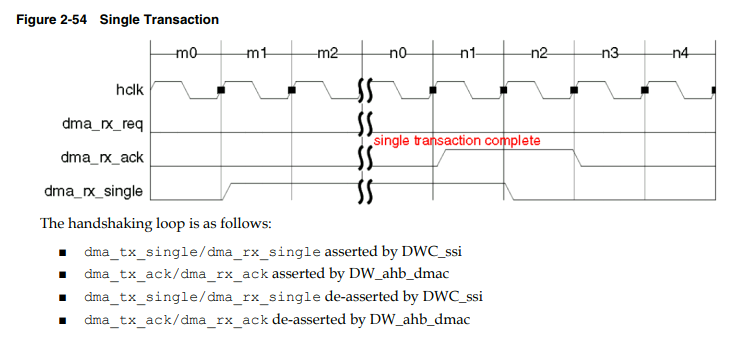 Figure 2-54 Single Transaction
m0 m1 m2 n0 n1 n2 n3 n4
hclk
dma_rx_req
single transaction complete
dma_rx_ack
dma_rx_single
The handshaking loop is as follows:
■ dma_tx_single/dma_rx_single asserted by DWC_ssi
■ dma_tx_ack/dma_rx_ack asserted by DW_ahb_dmac
■ dma_tx_single/dma_rx_single de-asserted by DWC_ssi
■ dma_tx_ack/dma_rx_ack de-asserted by DW_ahb_dmac